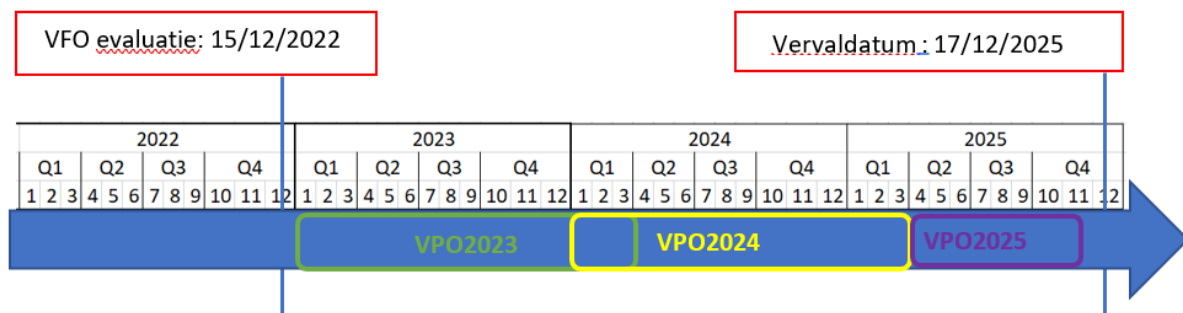 VFO evaluatie: 15/12/2022
Vervaldatum : 17/12/2025
2022 2023 2024 2025
Q1 Q2 Q3 Q4 Q1 Q2 Q3 Q4 Q1 Q2 Q3 Q4 Q1 Q2 Q3 Q4
1 2 3 4 5 6 7 8 9 10 11 12 1 2 3 4 5 6 7 8 9 10 11 12 1 2 3 4 5 6 7 8 9 10 11 12 1 2 3 4 5 6 7 8 9 10 11 12
VPO2023 VPO2024 VPO2025